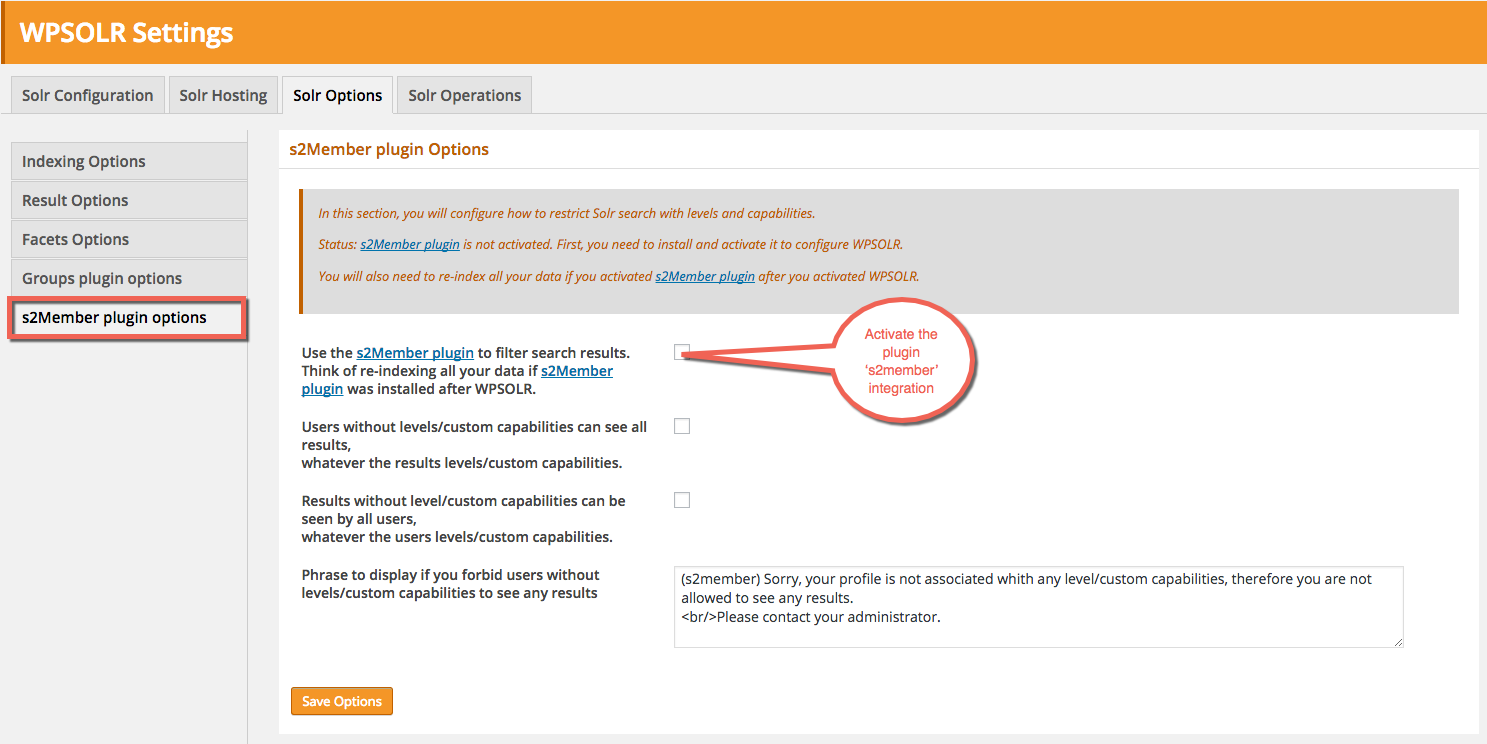 WPSOLR Settings
Solr Configuration
Solr Hosting
Solr Options
Solr Operations
Indexing Options
Result Options
Facets Options
Groups plugin options
s2Member plugin options
s2Member plugin Options
In this section, you will configure how to restrict Solr search with levels and capabilities.
Status: s2Member plugin is not activated. First, you need to install and activate it to configure WPSOLR.
You will also need to re-index all your data if you activated s2Member plugin after you activated WPSOLR.
Use the s2Member plugin to filter search results.
Think of re-indexing all your data if s2Member
plugin was installed after WPSOLR.
Activate the
plugin
‘s2member’
integration
Users without levels/custom capabilities can see all
results,
whatever the results levels/custom capabilities.
Results without level/custom capabilities can be
seen by all users,
whatever the users levels/custom capabilities.
Phrase to display if you forbid users without
levels/custom capabilities to see any results
(s2member) Sorry, your profile is not associated whith any level/custom capabilities, therefore you are not
allowed to see any results.
<br/>Please contact your administrator.
Save Options